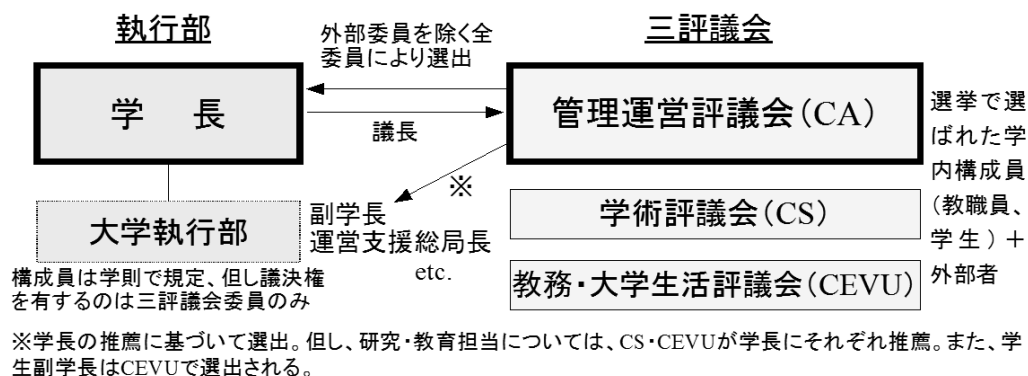 執行部
三評議会
外部委員を除く全
委員により選出
学 長
議長
管理運営評議会(CA)
選挙で選
ばれた学
内構成員
(教職員、
学生)+
外部者
※
大学執行部
副学長
運営支援総局長
etc.
学術評議会(CS)
教務・大学生活評議会(CEVU)
構成員は学則で規定、但し議決権
を有するのは三評議会委員のみ
※学長の推薦に基づいて選出。但し、研究・教育担当については、CS・CEVUが学長にそれぞれ推薦。また、学
生副学長はCEVUで選出される。